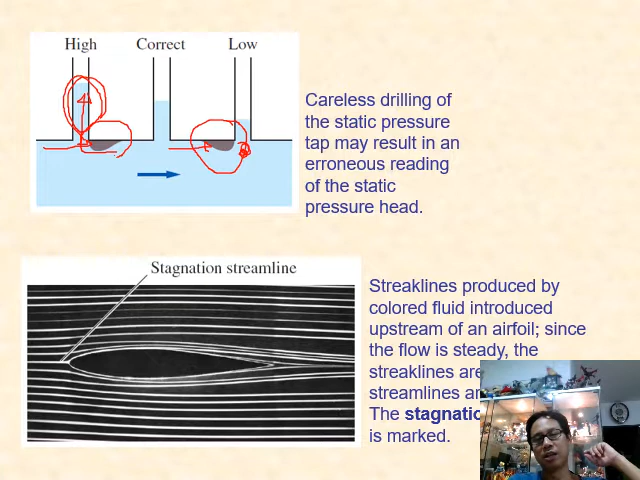 High Correct Low
Careless drilling of
the static pressure
tap may result in an
erroneous reading
of the static
pressure head.
Stagnation streamline
Streaklines produced by
colored fluid introduced
upstream of an airfoil; since
the flow is steady, the
streaklines are
streamlines
The
is marked.